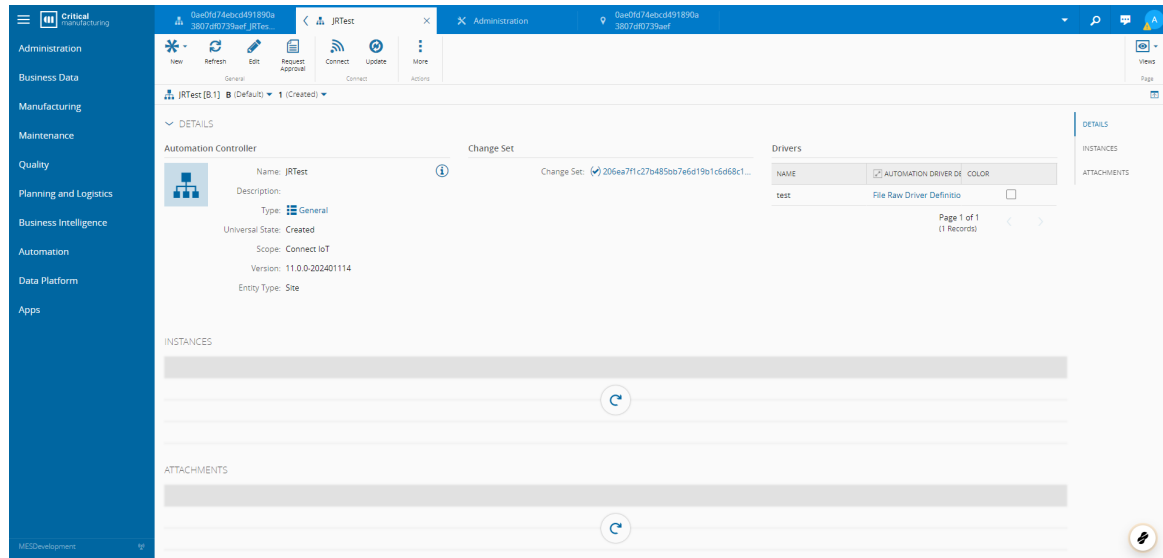 Critical
manufacturing
0ae0fd74ebcd491890a
3807df0739aef_JRTes...
JRTest
Administration
0ae0fd74ebcd491890a
3807df0739aef
New
Refresh
Edit
Request
Approval
Connect
Update
More
Views
General
Connect
Actions
Page
JRTest [B.1] B (Default) 1 (Created)
Administration
Business Data
Manufacturing
Maintenance
Quality
Planning and Logistics
Business Intelligence
Automation
Data Platform
Apps
MESDevelopment
DETAILS
Automation Controller
Name: JRTest
Description:
Type: General
Universal State: Created
Scope: Connect IoT
Version: 11.0.0-202401114
Entity Type: Site
Change Set
Change Set: 206ea7f1c27b485bb7e6d19b1c6d68c1...
Drivers
NAME AUTOMATION DRIVER DE COLOR
test File Raw Driver Definitio
Page 1 of 1
(1 Records)
INSTANCES
ATTACHMENTS
DETAILS
INSTANCES
ATTACHMENTS
A